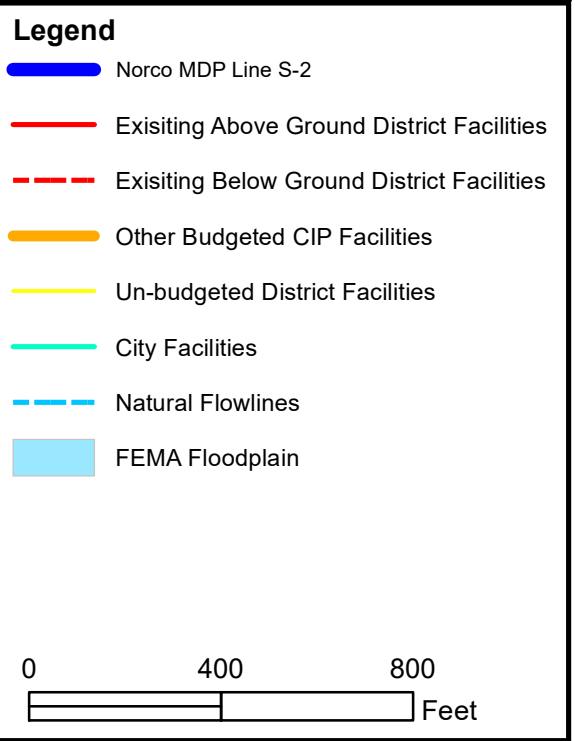 Legend
Norco MDP Line S-2
Exisiting Above Ground District Facilities
Exisiting Below Ground District Facilities
Other Budgeted CIP Facilities
Un-budgeted District Facilities
City Facilities
Natural Flowlines
FEMA Floodplain
0 400 800
Feet